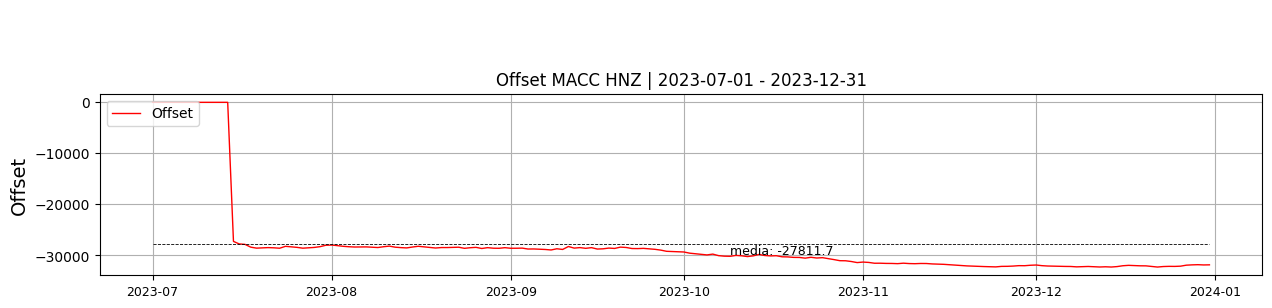 Offset MACC HNZ | 2023-07-01 - 2023-12-31
Offset
0
−10000
−20000
−30000
Offset
media: -27811.7
2023-07
2023-08
2023-09
2023-10
2023-11
2023-12
2024-01